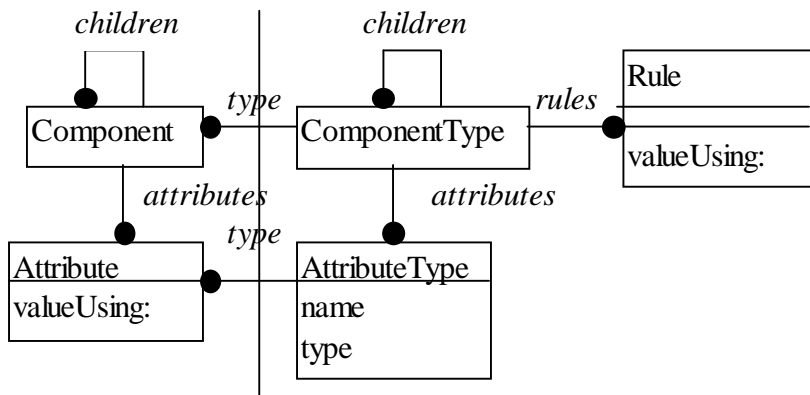 children
children
Rule
type
rules
Component
ComponentType
valueUsing:
attributes
attributes
type
Attribute
AttributeType
valueUsing:
name
type